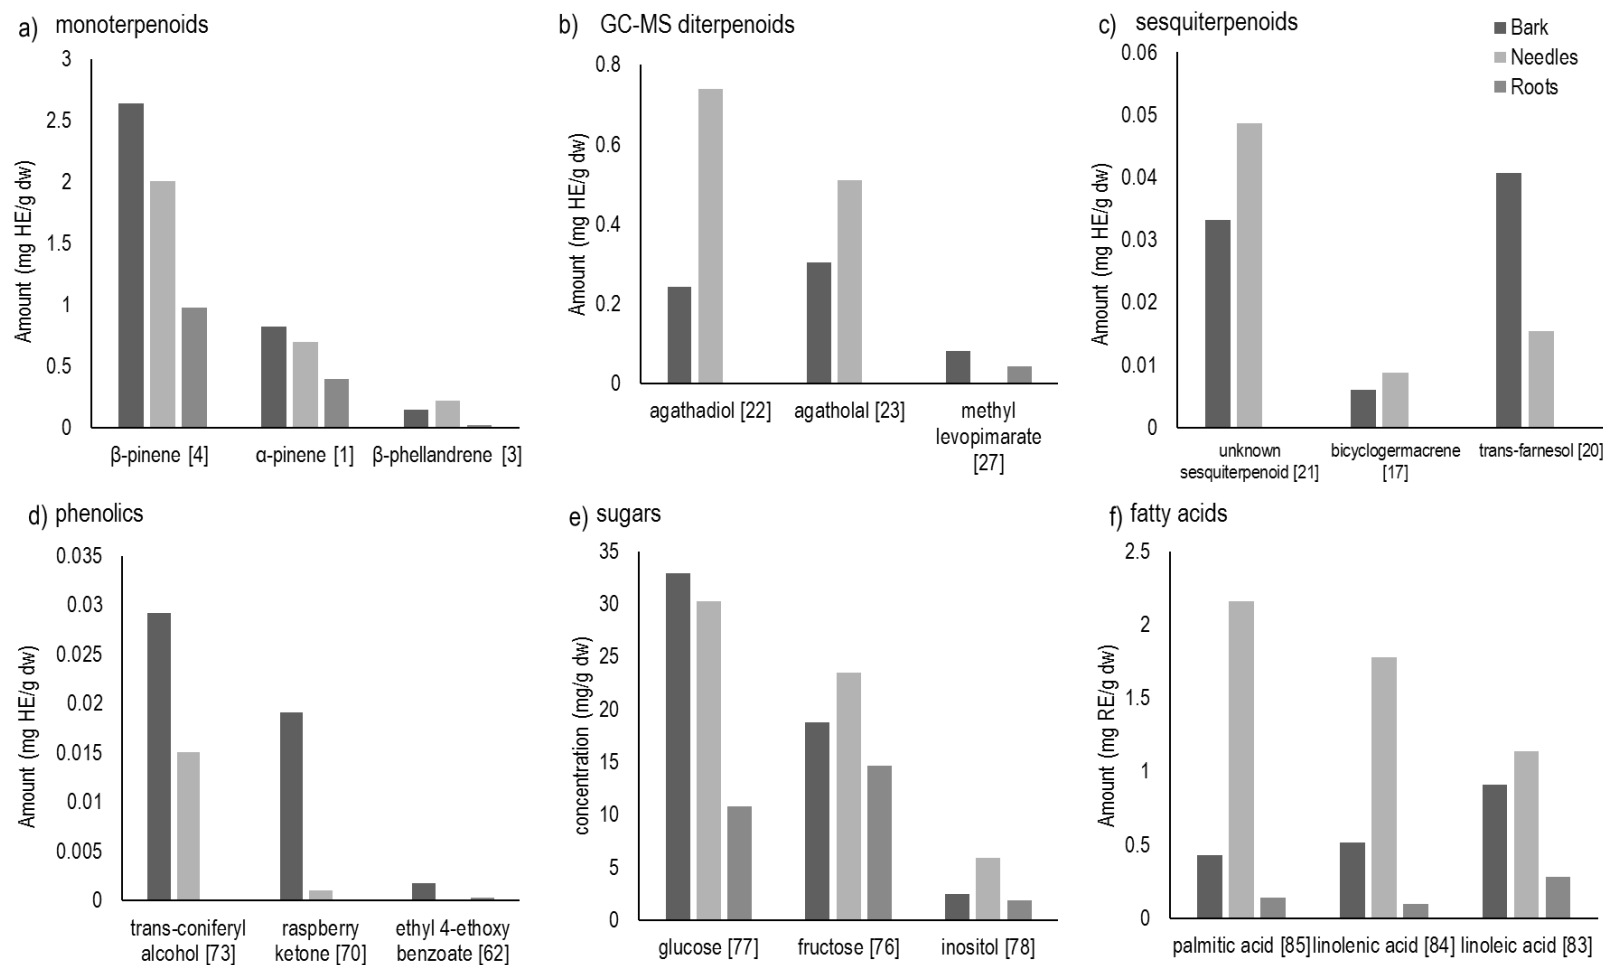 a) monoterpenoids
Amount (mg HE/g dw)
3
2.5
2
1.5
1
0.5
0
β-pinene [4] α-pinene [1] β-phellandrene [3]
b) GC-MS diterpenoids
Amount (mg HE/g dw)
0.8
0.6
0.4
0.2
0
agathadiol [22] agatholal [23] methyl
levopimarate
[27]
c) sesquiterpenoids
Bark
Needles
Roots
Amount (mg HE/g dw)
0.06
0.05
0.04
0.03
0.02
0.01
0
unknown bicyclogermacrene trans-farnesol [20]
sesquiterpenoid [21] [17]
d) phenolics
Amount (mg HE/g dw)
0.035
0.03
0.025
0.02
0.015
0.01
0.005
0
trans-coniferyl raspberry ethyl 4-ethoxy
alcohol [73] ketone [70] benzoate [62]
e) sugars
concentration (mg/g dw)
35
30
25
20
15
10
5
0
glucose [77] fructose [76] inositol [78]
f) fatty acids
Amount (mg RE/g dw)
2.5
2
1.5
1
0.5
0
palmitic acid [85] linolenic acid [84] linoleic acid [83]